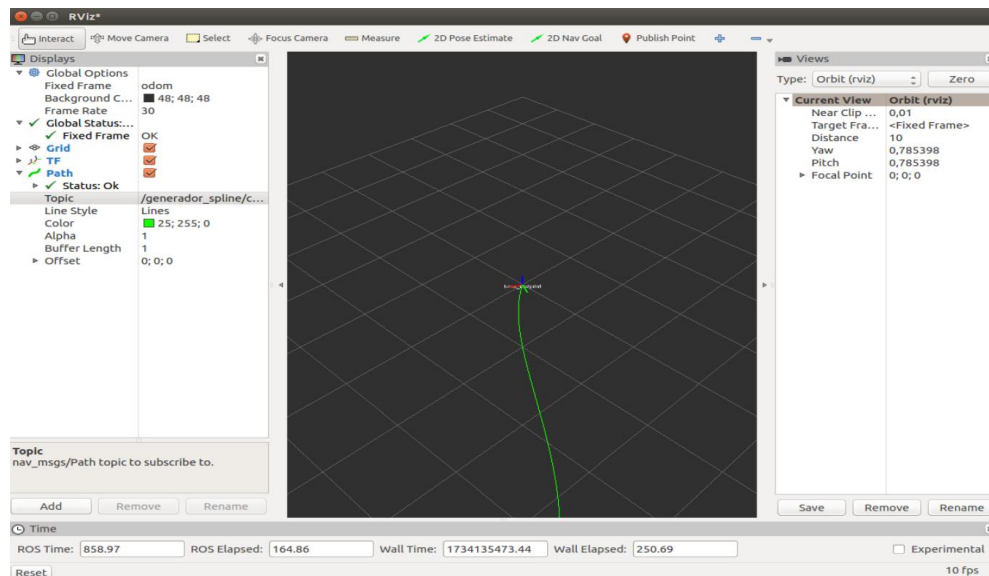 RViz*
Interact Move Camera Select Focus Camera Measure 2D Pose Estimate 2D Nav Goal Publish Point
Displays
Global Options
Fixed Frame odom
Background C... 48; 48; 48
Frame Rate 30
Global Status:...
Fixed Frame OK
Grid
TF
Path
Status: Ok
Topic /generador_spline/c...
Line Style Lines
Color 25; 255; 0
Alpha 1
Buffer Length 1
Offset 0; 0; 0
Topic
nav_msgs/Path topic to subscribe to.
Add Remove Rename
Views
Type: Orbit (rviz) Zero
Current View Orbit (rviz)
Near Clip ... 0,01
Target Fra... <Fixed Frame>
Distance 10
Yaw 0,785398
Pitch 0,785398
Focal Point 0; 0; 0
Save Remove Rename
Time
ROS Time: 858.97 ROS Elapsed: 164.86 Wall Time: 1734135473.44 Wall Elapsed: 250.69 Experimental
Reset 10 fps